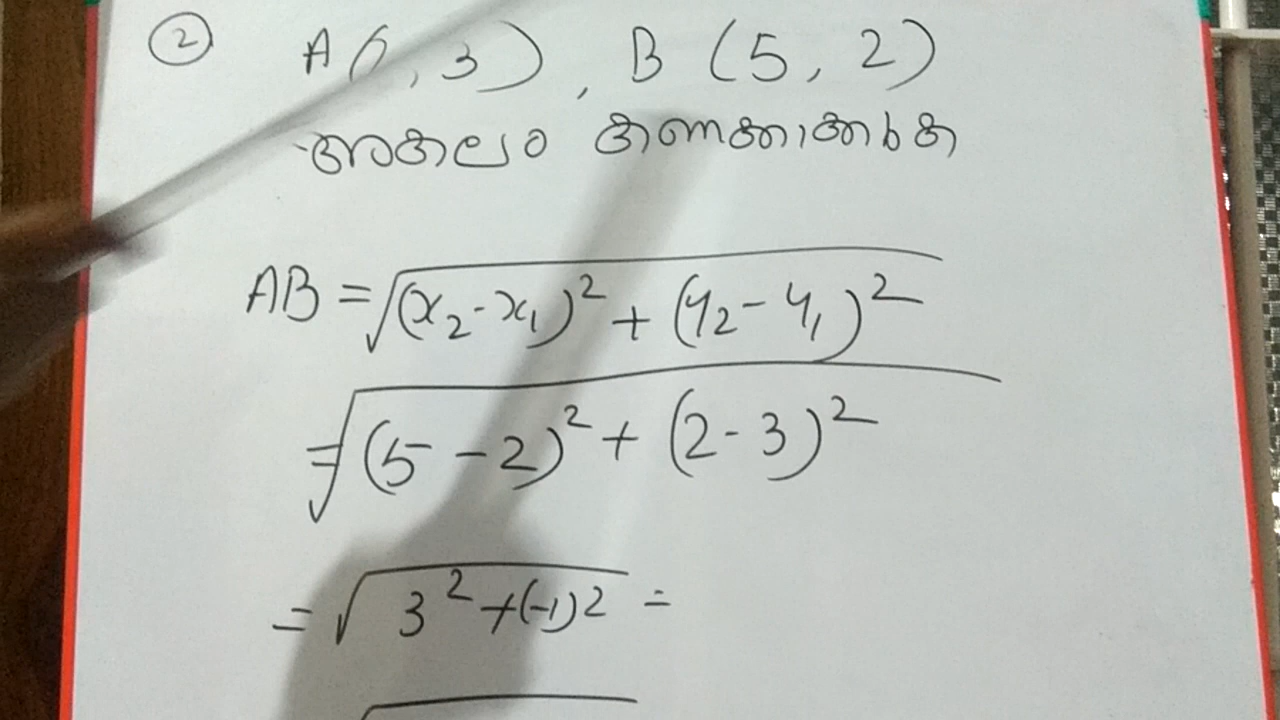 ② A( , 3), B (5, 2)
അകലം കണക്കാക്കുക
AB = √(x₂ - x₁)² + (y₂ - y₁)²
= √(5 - 2)² + (2 - 3)²
= √3² + (-1)² =